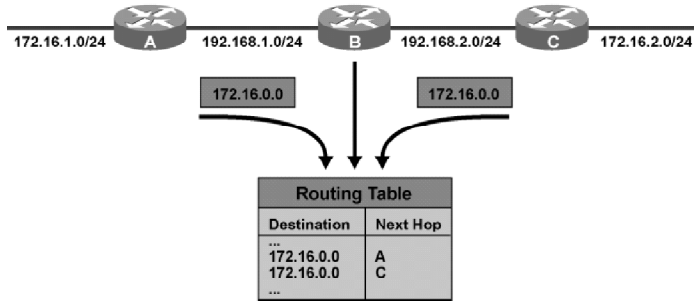 A B C
172.16.1.0/24 192.168.1.0/24 192.168.2.0/24 172.16.2.0/24
172.16.0.0 172.16.0.0
Routing Table
Destination Next Hop
...
172.16.0.0 A
172.16.0.0 C
...